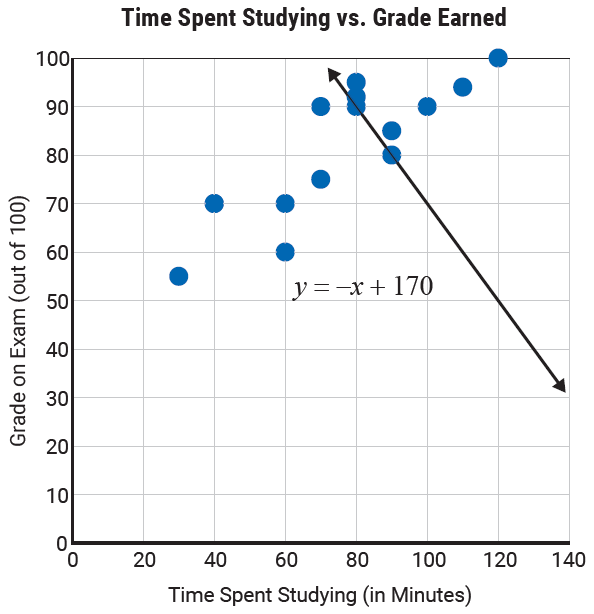 Time Spent Studying vs. Grade Earned
Grade on Exam (out of 100)
100
90
80
70
60
50
40
30
20
10
0
y = –x + 170
0 20 40 60 80 100 120 140
Time Spent Studying (in Minutes)